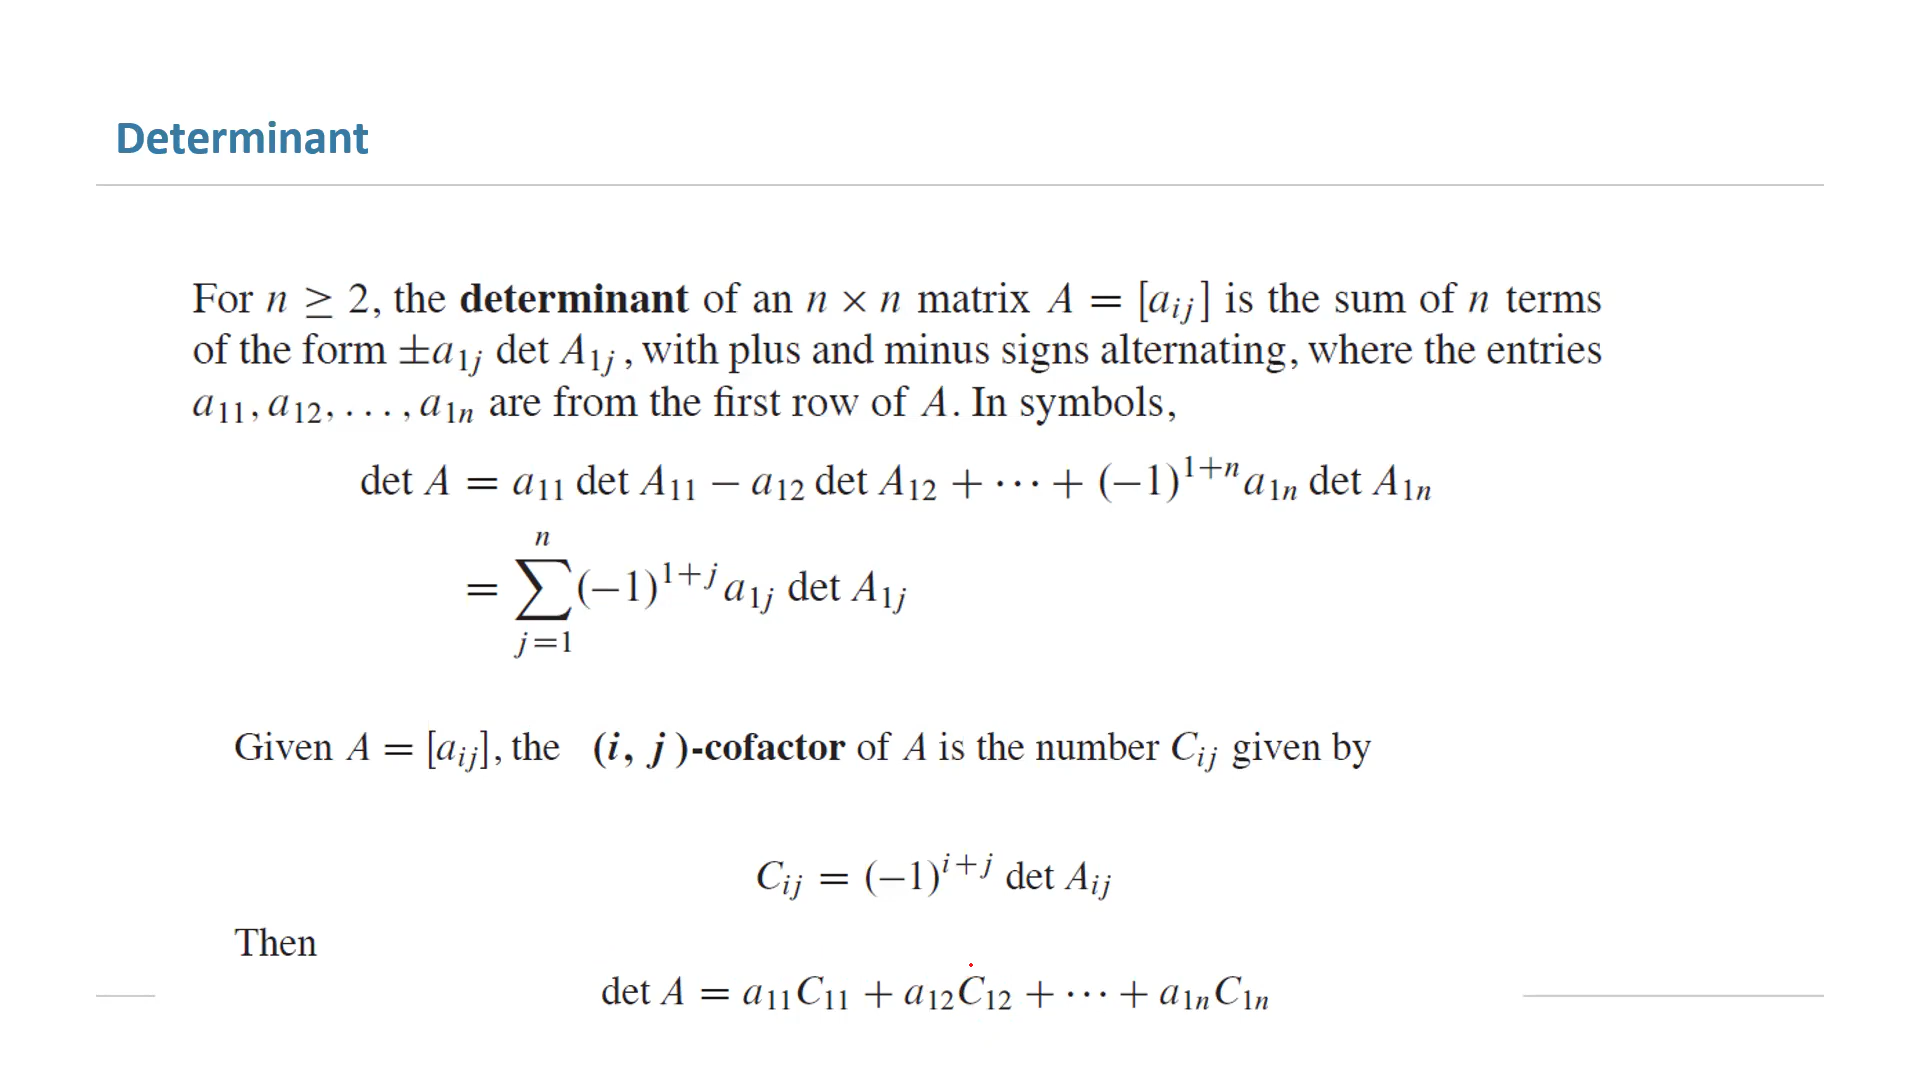 Determinant
For n ≥ 2, the determinant of an n × n matrix A = [aᵢⱼ] is the sum of n terms
of the form ±a₁ⱼ det A₁ⱼ, with plus and minus signs alternating, where the entries
a₁₁, a₁₂, . . . , a₁ₙ are from the first row of A. In symbols,
det A = a₁₁ det A₁₁ − a₁₂ det A₁₂ + ··· + (−1)¹⁺ⁿ a₁ₙ det A₁ₙ
= ∑ⱼ₌₁ⁿ (−1)¹⁺ʲ a₁ⱼ det A₁ⱼ
Given A = [aᵢⱼ], the (i, j)-cofactor of A is the number Cᵢⱼ given by
Cᵢⱼ = (−1)ⁱ⁺ʲ det Aᵢⱼ
Then
det A = a₁₁C₁₁ + a₁₂C₁₂ + ··· + a₁ₙC₁ₙ